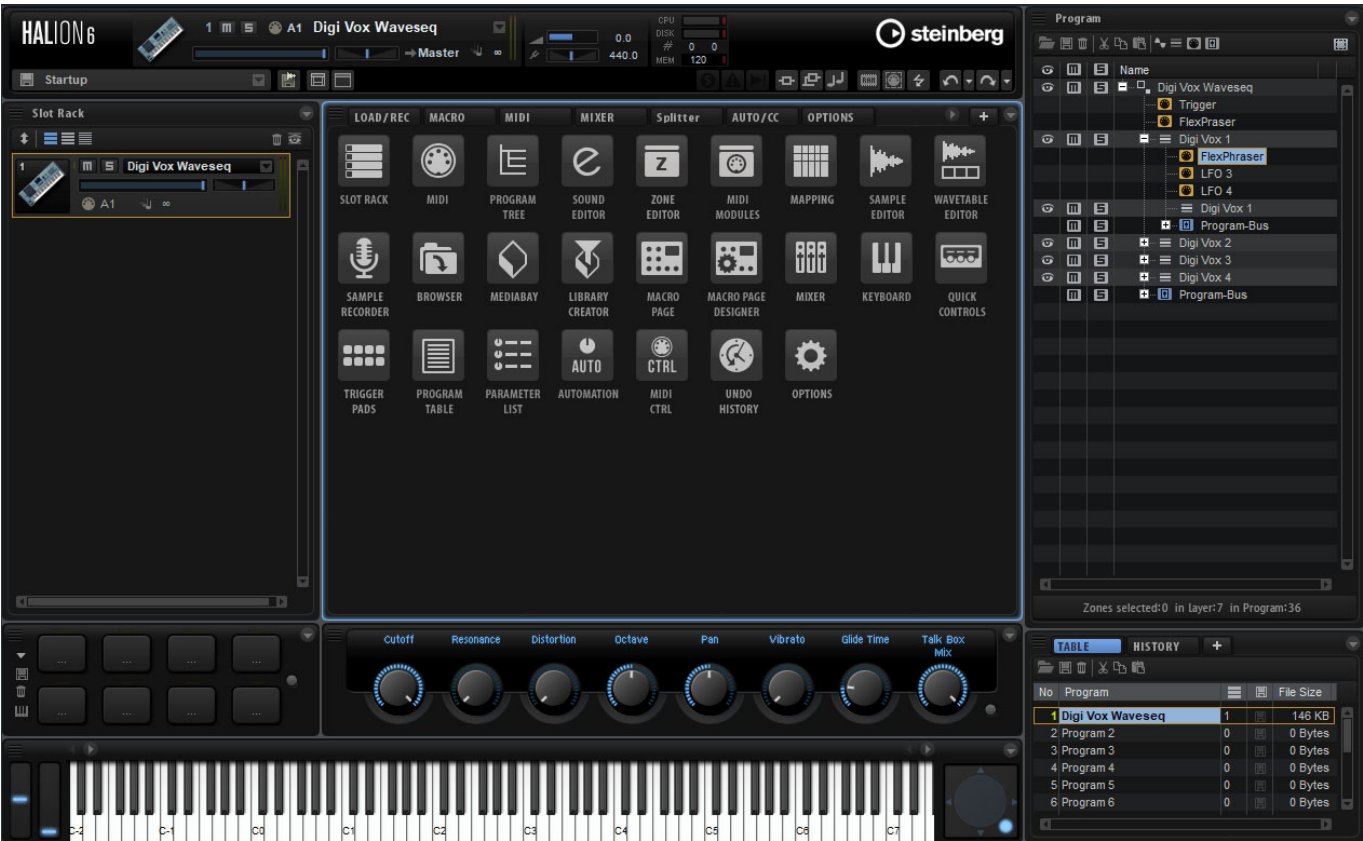 HALION 6
1 m S A1 Digi Vox Waveseq
→Master ∞
0.0
440.0
CPU
DISK
# 0 0
MEM 120
steinberg
Startup
Slot Rack
1 m S Digi Vox Waveseq
A1 ∞
LOAD/REC MACRO MIDI MIXER Splitter AUTO/CC OPTIONS +
Z
SLOT RACK MIDI PROGRAM TREE SOUND EDITOR ZONE EDITOR MIDI MODULES MAPPING SAMPLE EDITOR WAVETABLE EDITOR
SAMPLE RECORDER BROWSER MEDIABAY LIBRARY CREATOR MACRO PAGE MACRO PAGE DESIGNER MIXER KEYBOARD QUICK CONTROLS
AUTO CTRL
TRIGGER PADS PROGRAM TABLE PARAMETER LIST AUTOMATION MIDI CTRL UNDO HISTORY OPTIONS
Program
m S Name
m S Digi Vox Waveseq
Trigger
FlexPraser
m S Digi Vox 1
FlexPhraser
LFO 3
LFO 4
m S Digi Vox 1
m S Program-Bus
m S Digi Vox 2
m S Digi Vox 3
m S Digi Vox 4
m S Program-Bus
Zones selected:0 in Layer:7 in Program:36
... ... ... ...
... ... ... ...
Cutoff Resonance Distortion Octave Pan Vibrato Glide Time Talk Box Mix
TABLE HISTORY +
No Program File Size
1 Digi Vox Waveseq 1 146 KB
2 Program 2 0 0 Bytes
3 Program 3 0 0 Bytes
4 Program 4 0 0 Bytes
5 Program 5 0 0 Bytes
6 Program 6 0 0 Bytes
C-2 C-1 C0 C1 C2 C3 C4 C5 C6 C7